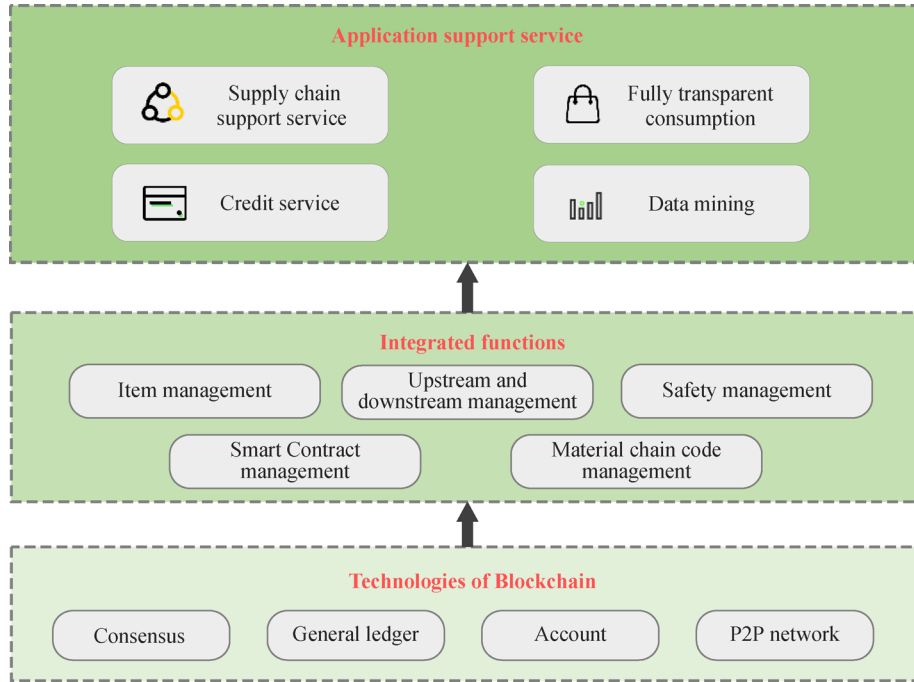 Application support service
Supply chain
support service
Fully transparent
consumption
Credit service
Data mining
Integrated functions
Item management
Upstream and
downstream management
Safety management
Smart Contract
management
Material chain code
management
Technologies of Blockchain
Consensus
General ledger
Account
P2P network